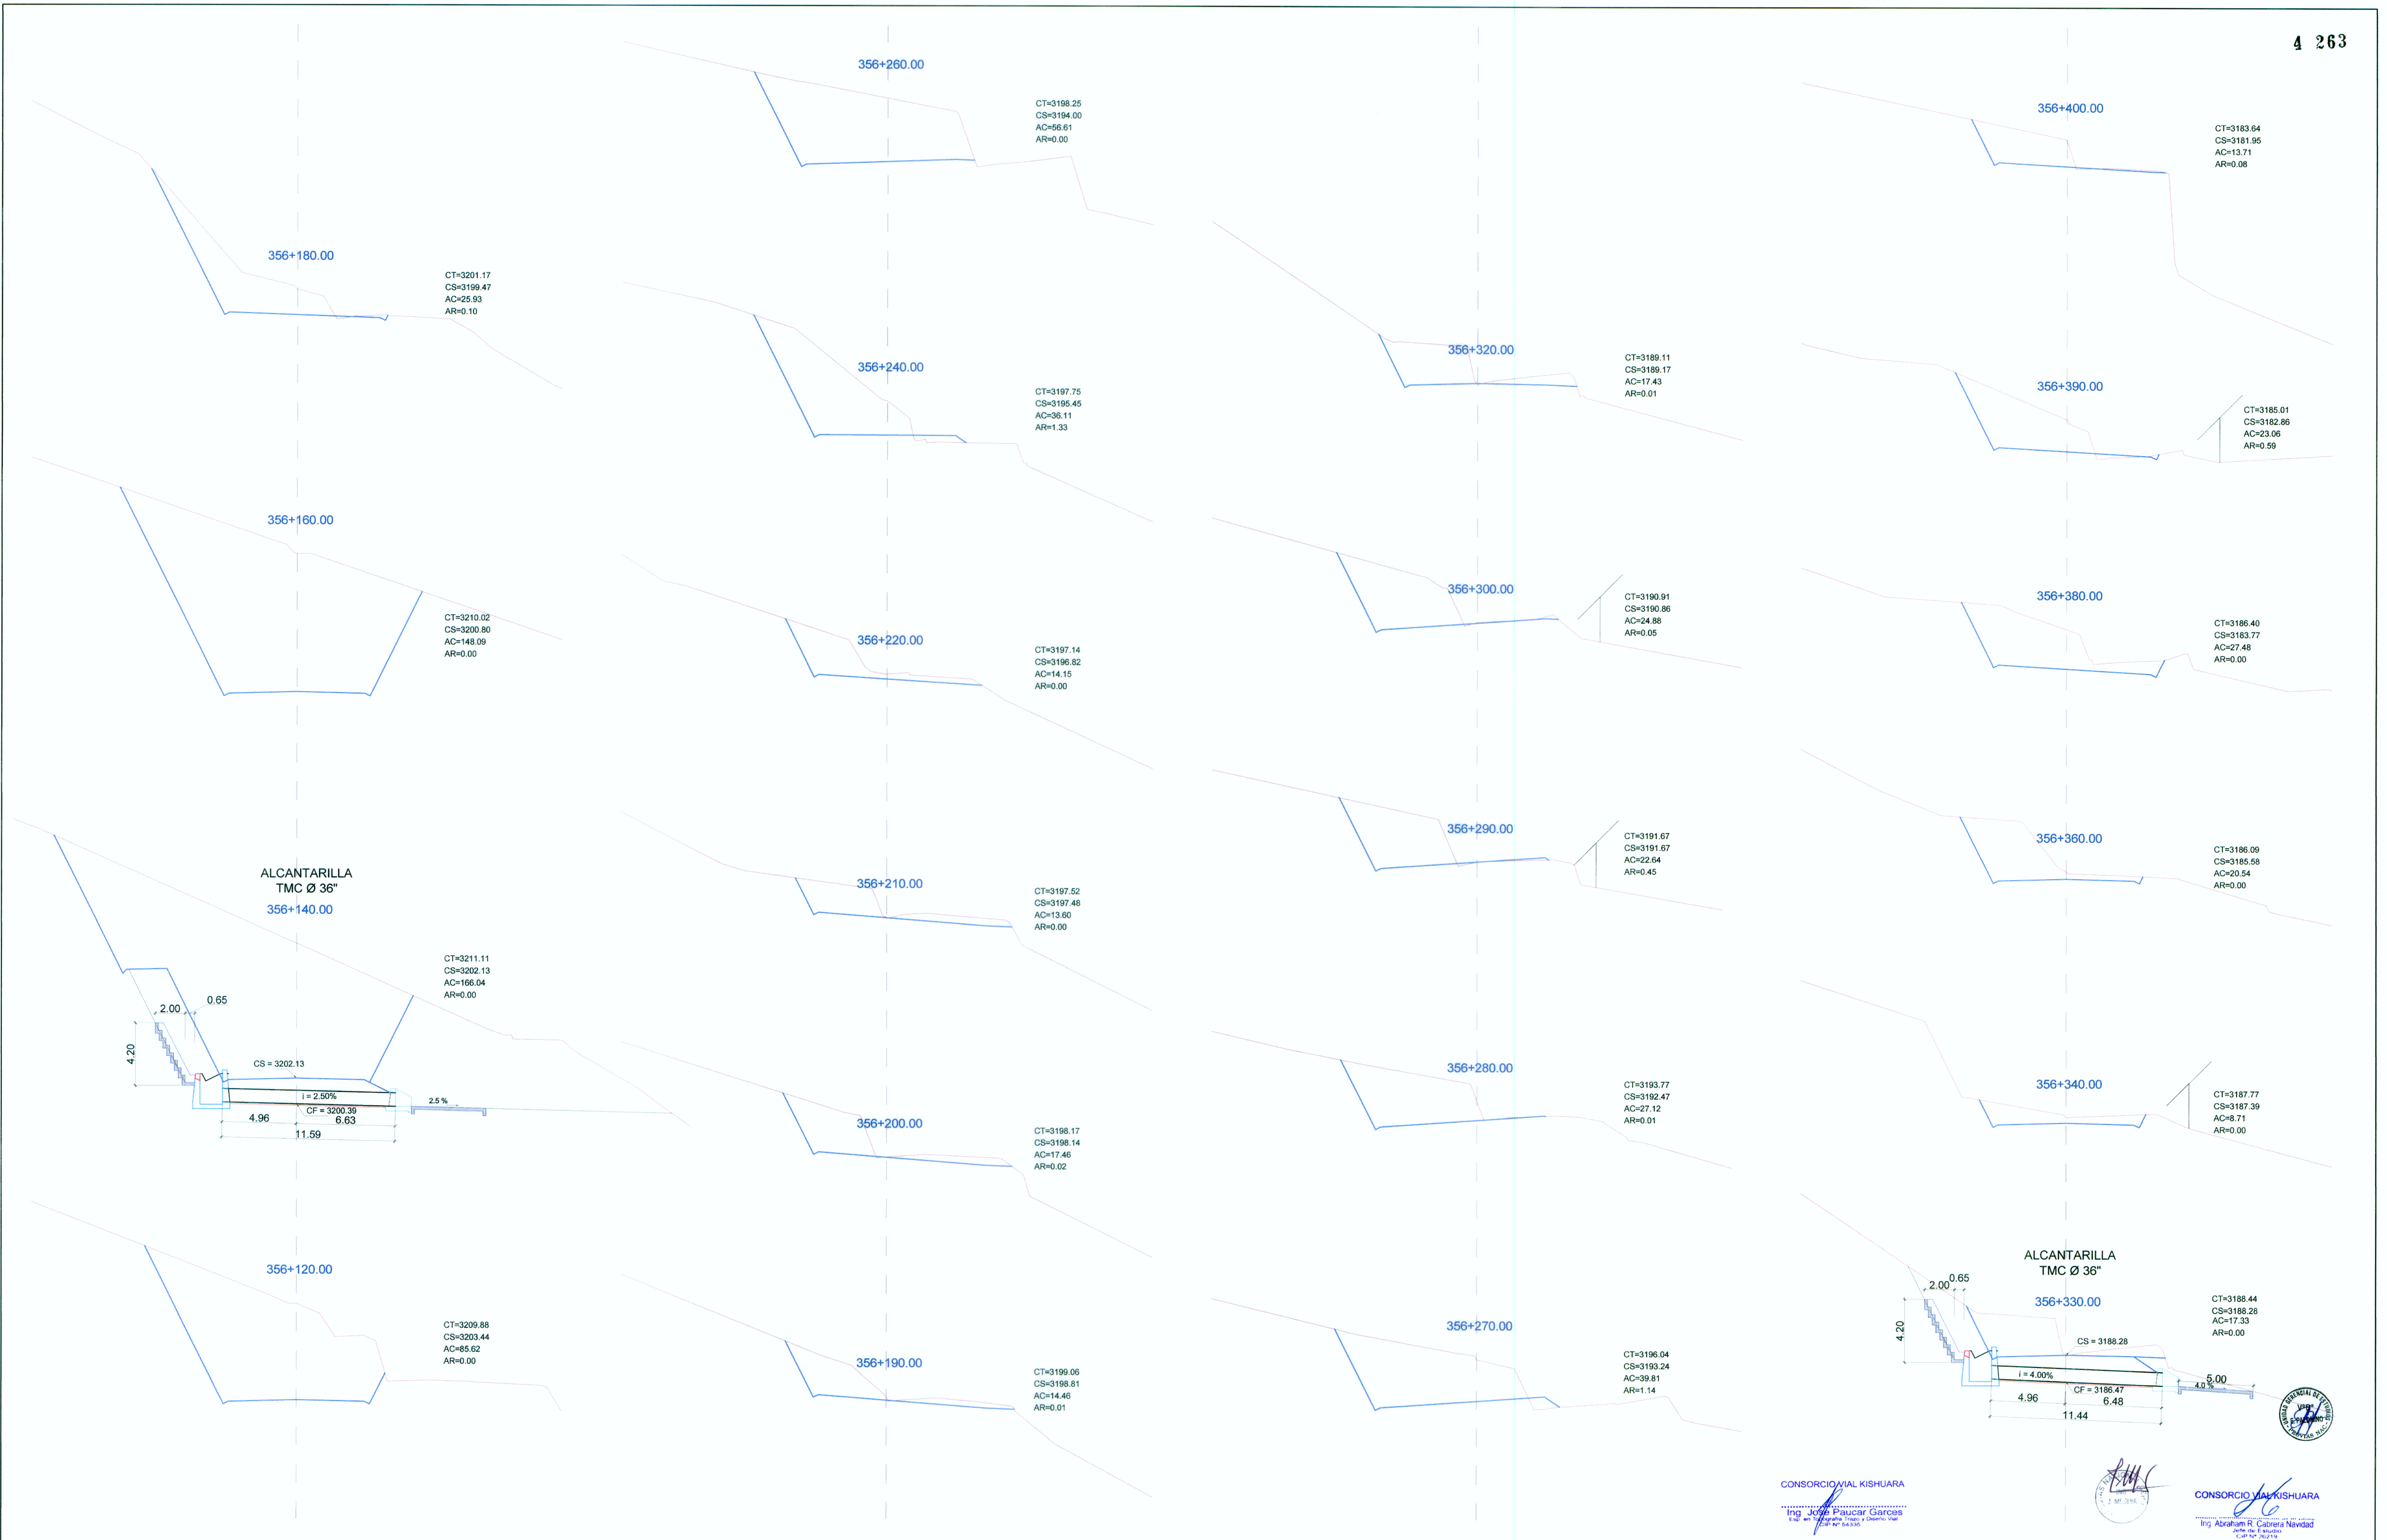 4 263
356+180.00
CT=3201.17
CS=3199.47
AC=25.93
AR=0.10
356+160.00
CT=3210.02
CS=3200.80
AC=148.09
AR=0.00
ALCANTARILLA
TMC Ø 36"
356+140.00
CT=3211.11
CS=3202.13
AC=166.04
AR=0.00
2.00
0.65
4.20
CS = 3202.13
i = 2.50%
2.5 %
CF = 3200.39
4.96
6.63
11.59
356+120.00
CT=3209.88
CS=3203.44
AC=85.62
AR=0.00
356+260.00
CT=3198.25
CS=3194.00
AC=56.61
AR=0.00
356+240.00
CT=3197.75
CS=3195.45
AC=36.11
AR=1.33
356+220.00
CT=3197.14
CS=3196.82
AC=14.15
AR=0.00
356+210.00
CT=3197.52
CS=3197.48
AC=13.60
AR=0.00
356+200.00
CT=3198.17
CS=3198.14
AC=17.46
AR=0.02
356+190.00
CT=3199.06
CS=3198.81
AC=14.46
AR=0.01
356+320.00
CT=3189.11
CS=3189.17
AC=17.43
AR=0.01
356+300.00
CT=3190.91
CS=3190.86
AC=24.88
AR=0.05
356+290.00
CT=3191.67
CS=3191.67
AC=22.64
AR=0.45
356+280.00
CT=3193.77
CS=3192.47
AC=27.12
AR=0.01
356+270.00
CT=3196.04
CS=3193.24
AC=39.81
AR=1.14
356+400.00
CT=3183.64
CS=3181.95
AC=13.71
AR=0.08
356+390.00
CT=3185.01
CS=3182.86
AC=23.06
AR=0.59
356+380.00
CT=3186.40
CS=3183.77
AC=27.48
AR=0.00
356+360.00
CT=3186.09
CS=3185.58
AC=20.54
AR=0.00
356+340.00
CT=3187.77
CS=3187.39
AC=8.71
AR=0.00
ALCANTARILLA
TMC Ø 36"
356+330.00
CT=3188.44
CS=3188.28
AC=17.33
AR=0.00
2.00
0.65
4.20
CS = 3188.28
i = 4.00%
5.00
4.0 %
CF = 3186.47
4.96
6.48
11.44
CONSORCIO VIAL KISHUARA
Ing. José Paucar Garces
Esp. en Topografia Trazo y Diseño Vial
CONSORCIO VIAL KISHUARA
Ing. Abraham R. Cabrera Navidad
Jefe de Estudio
CIP N° 26219